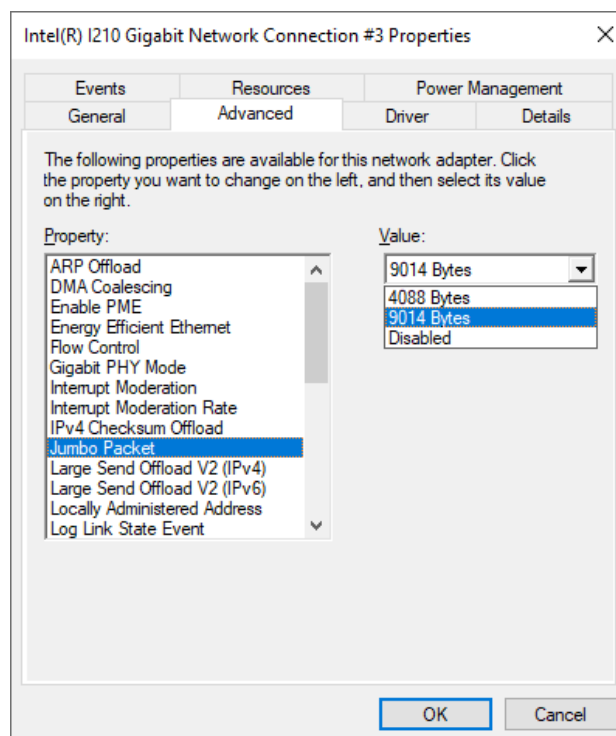 Intel(R) I210 Gigabit Network Connection #3 Properties
Events Resources Power Management
General Advanced Driver Details
The following properties are available for this network adapter. Click
the property you want to change on the left, and then select its value
on the right.
Property:
ARP Offload
DMA Coalescing
Enable PME
Energy Efficient Ethernet
Flow Control
Gigabit PHY Mode
Interrupt Moderation
Interrupt Moderation Rate
IPv4 Checksum Offload
Jumbo Packet
Large Send Offload V2 (IPv4)
Large Send Offload V2 (IPv6)
Locally Administered Address
Log Link State Event
Value:
9014 Bytes
4088 Bytes
9014 Bytes
Disabled
OK Cancel